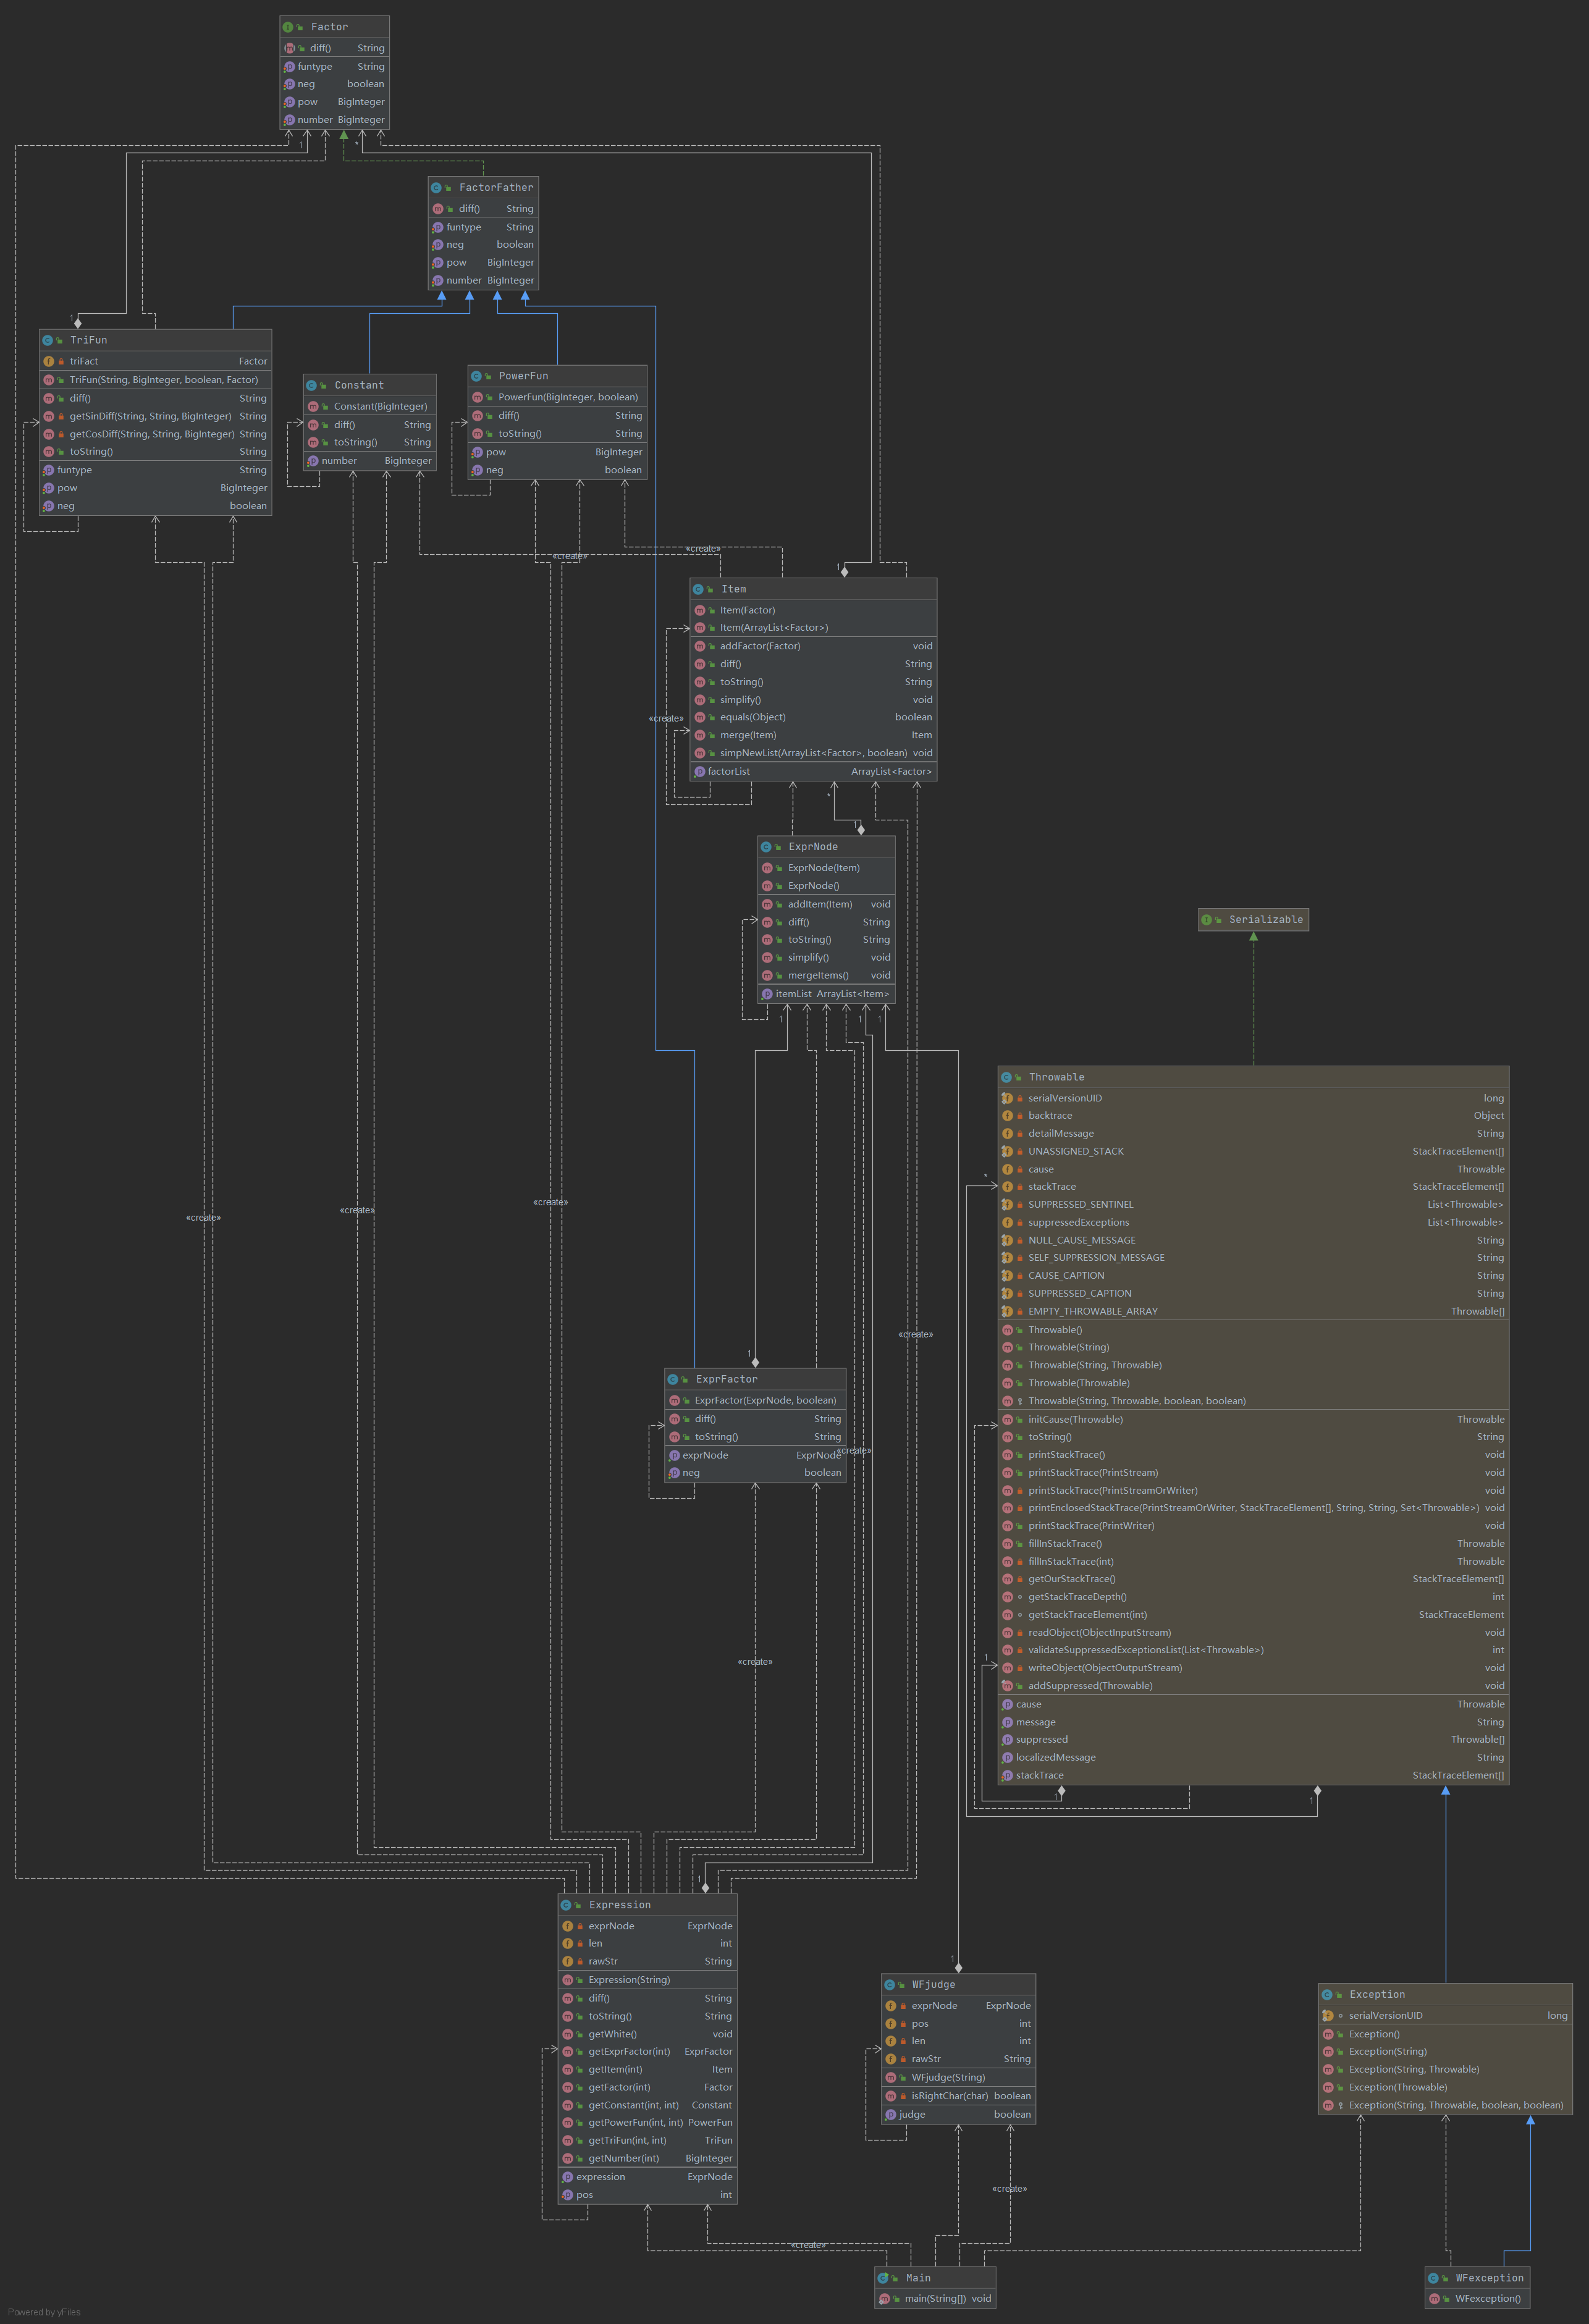 Factor
diff() String
funtype String
neg boolean
pow BigInteger
number BigInteger
1
*
FactorFather
diff() String
funtype String
neg boolean
pow BigInteger
number BigInteger
1
TriFun
triFact Factor
TriFun(String, BigInteger, boolean, Factor)
diff() String
getSinDiff(String, String, BigInteger) String
getCosDiff(String, String, BigInteger) String
toString() String
funtype String
pow BigInteger
neg boolean
Constant
Constant(BigInteger)
diff() String
toString() String
number BigInteger
PowerFun
PowerFun(BigInteger, boolean)
diff() String
toString() String
pow BigInteger
neg boolean
«create»
«create»
1
Item
Item(Factor)
Item(ArrayList<Factor>)
addFactor(Factor) void
diff() String
toString() String
simplify() void
equals(Object) boolean
merge(Item) Item
simpNewList(ArrayList<Factor>, boolean) void
factorList ArrayList<Factor>
«create»
*
1
ExprNode
ExprNode(Item)
ExprNode()
addItem(Item) void
diff() String
toString() String
simplify() void
mergeItems() void
itemList ArrayList<Item>
1
1
1
Serializable
Throwable
serialVersionUID long
backtrace Object
detailMessage String
UNASSIGNED_STACK StackTraceElement[]
cause Throwable
stackTrace StackTraceElement[]
SUPPRESSED_SENTINEL List<Throwable>
suppressedExceptions List<Throwable>
NULL_CAUSE_MESSAGE String
SELF_SUPPRESSION_MESSAGE String
CAUSE_CAPTION String
SUPPRESSED_CAPTION String
EMPTY_THROWABLE_ARRAY Throwable[]
Throwable()
Throwable(String)
Throwable(String, Throwable)
Throwable(Throwable)
Throwable(String, Throwable, boolean, boolean)
initCause(Throwable) Throwable
toString() String
printStackTrace() void
printStackTrace(PrintStream) void
printStackTrace(PrintStreamOrWriter) void
printEnclosedStackTrace(PrintStreamOrWriter, StackTraceElement[], String, String, Set<Throwable>) void
printStackTrace(PrintWriter) void
fillInStackTrace() Throwable
fillInStackTrace(int) Throwable
getOurStackTrace() StackTraceElement[]
getStackTraceDepth() int
getStackTraceElement(int) StackTraceElement
readObject(ObjectInputStream) void
validateSuppressedExceptionsList(List<Throwable>) int
writeObject(ObjectOutputStream) void
addSuppressed(Throwable) void
cause Throwable
message String
suppressed Throwable[]
localizedMessage String
stackTrace StackTraceElement[]
*
1
1
1
«create»
«create»
«create»
«create»
1
ExprFactor
ExprFactor(ExprNode, boolean)
diff() String
toString() String
exprNode ExprNode
neg boolean
«create»
«create»
1
Expression
exprNode ExprNode
len int
rawStr String
Expression(String)
diff() String
toString() String
getWhite() void
getExprFactor(int) ExprFactor
getItem(int) Item
getFactor(int) Factor
getConstant(int, int) Constant
getPowerFun(int, int) PowerFun
getTriFun(int, int) TriFun
getNumber(int) BigInteger
expression ExprNode
pos int
1
WFjudge
exprNode ExprNode
pos int
len int
rawStr String
WFjudge(String)
isRightChar(char) boolean
judge boolean
Exception
serialVersionUID long
Exception()
Exception(String)
Exception(String, Throwable)
Exception(Throwable)
Exception(String, Throwable, boolean, boolean)
«create»
«create»
Main
main(String[]) void
WFexception
WFexception()
Powered by yFiles